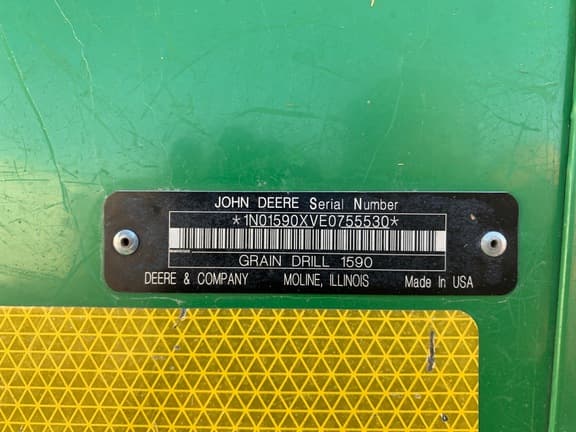 JOHN DEERE Serial Number
*1N01590XVE0755530*
GRAIN DRILL 1590
DEERE & COMPANY MOLINE, ILLINOIS Made In USA